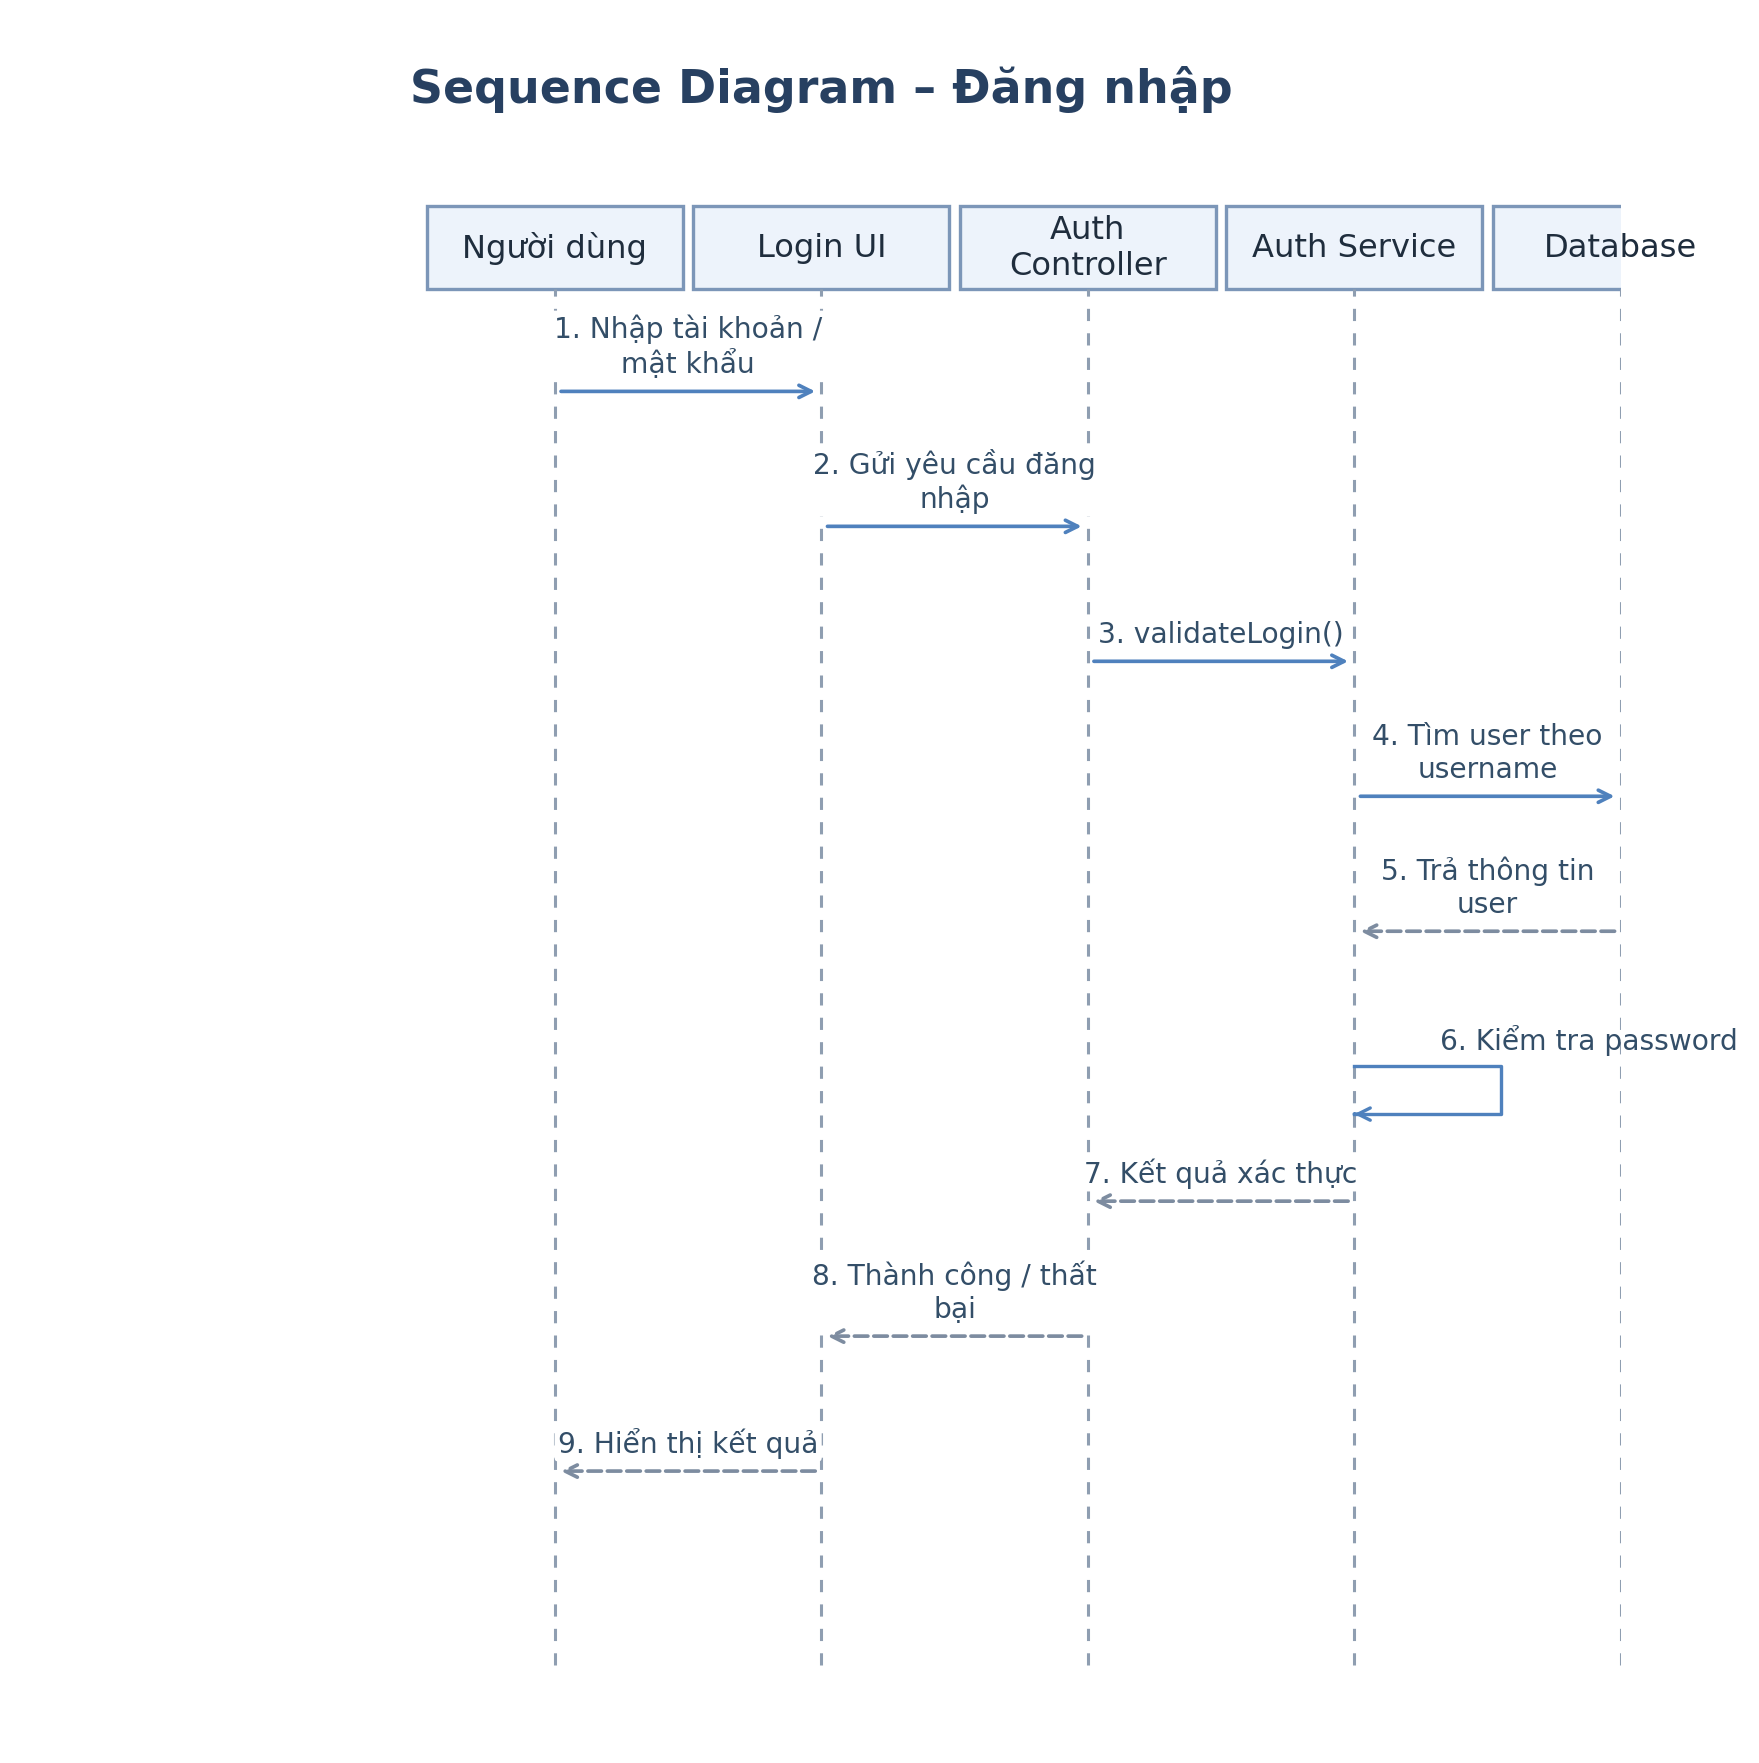 Sequence Diagram – Đăng nhập
Người dùng
Login UI
Auth
Controller
Auth Service
Database
1. Nhập tài khoản /
mật khẩu
2. Gửi yêu cầu đăng
nhập
3. validateLogin()
4. Tìm user theo
username
5. Trả thông tin
user
6. Kiểm tra password
7. Kết quả xác thực
8. Thành công / thất
bại
9. Hiển thị kết quả